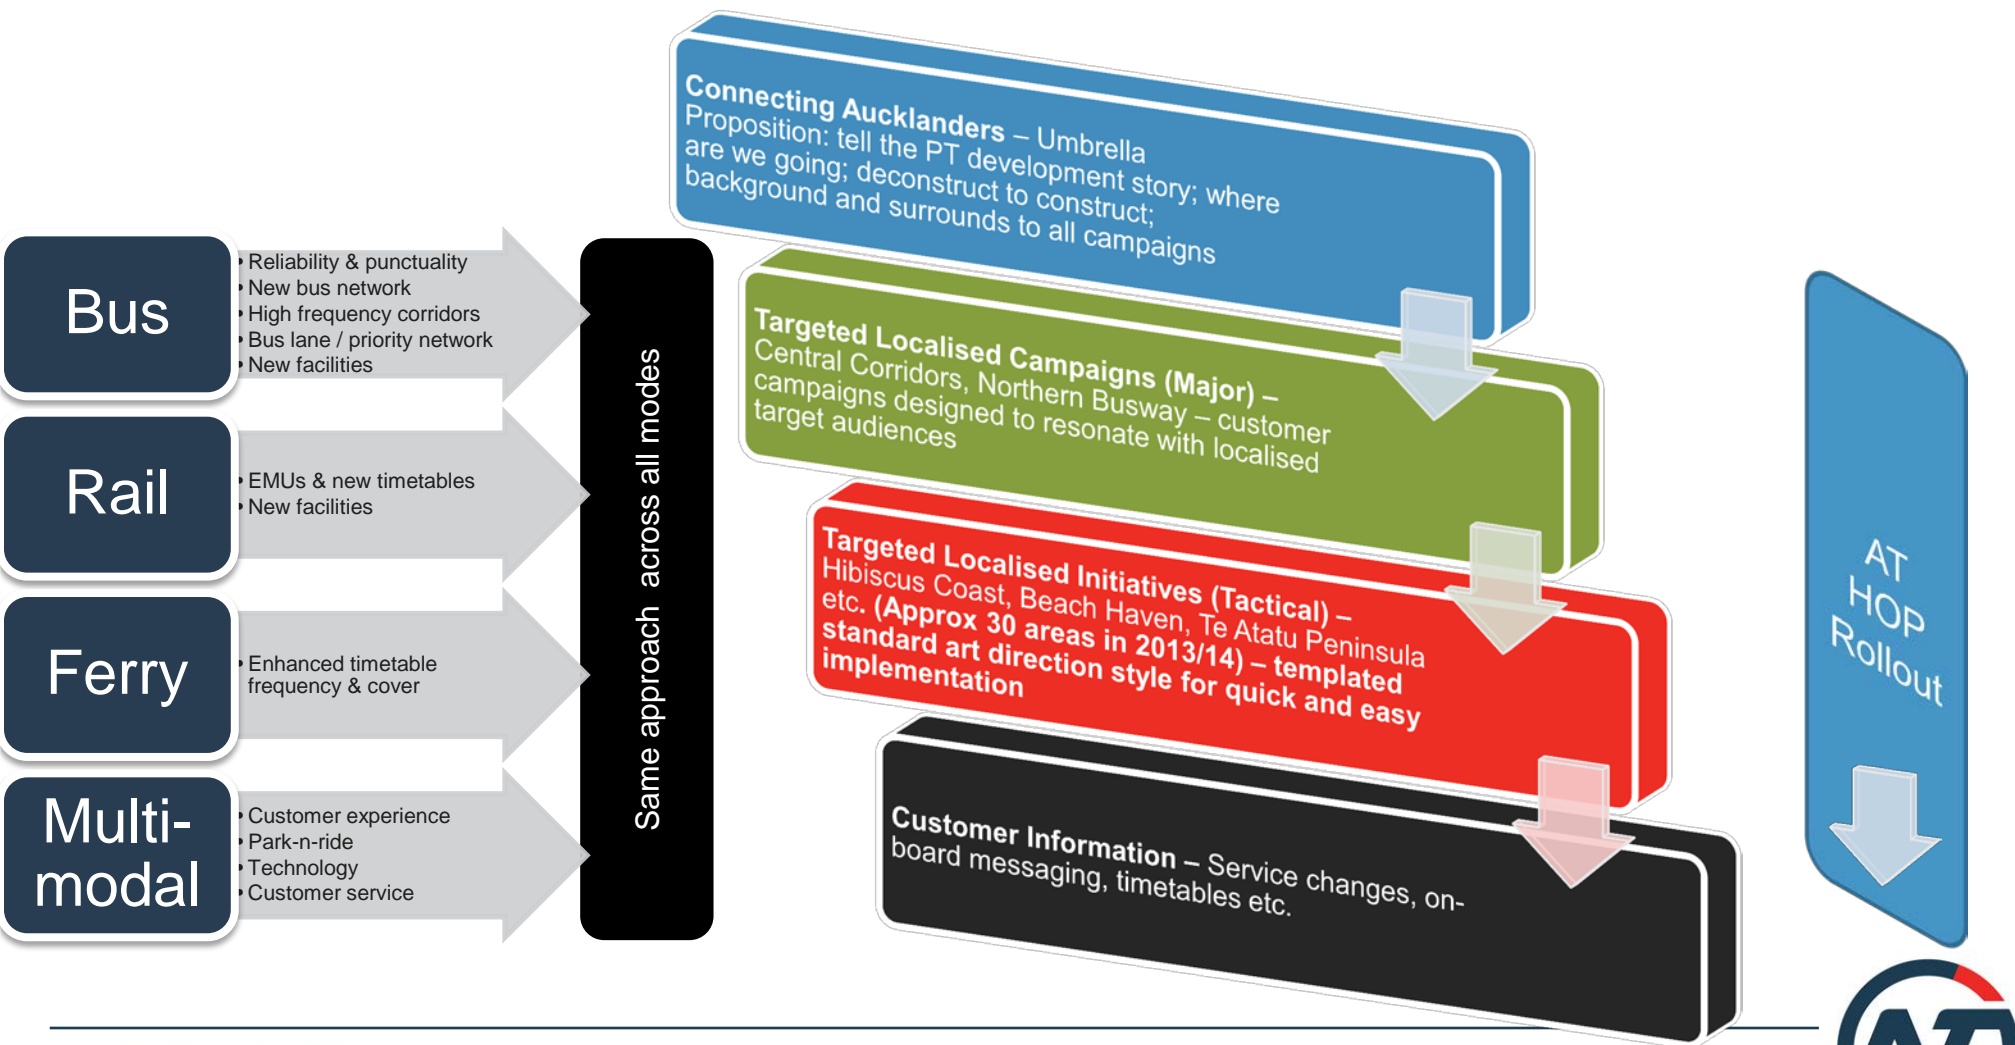 Bus
• Reliability & punctuality
• New bus network
• High frequency corridors
• Bus lane / priority network
• New facilities
Rail
• EMUs & new timetables
• New facilities
Ferry
• Enhanced timetable
frequency & cover
Multi-
modal
• Customer experience
• Park-n-ride
• Technology
• Customer service
Same approach across all modes
Connecting Aucklanders – Umbrella
Proposition: tell the PT development story; where
are we going; deconstruct to construct;
background and surrounds to all campaigns
Targeted Localised Campaigns (Major) –
Central Corridors, Northern Busway – customer
campaigns designed to resonate with localised
target audiences
Targeted Localised Initiatives (Tactical) –
Hibiscus Coast, Beach Haven, Te Atatu Peninsula
etc. (Approx 30 areas in 2013/14) – templated
standard art direction style for quick and easy
implementation
Customer Information – Service changes, on-
board messaging, timetables etc.
AT
HOP
Rollout
AT